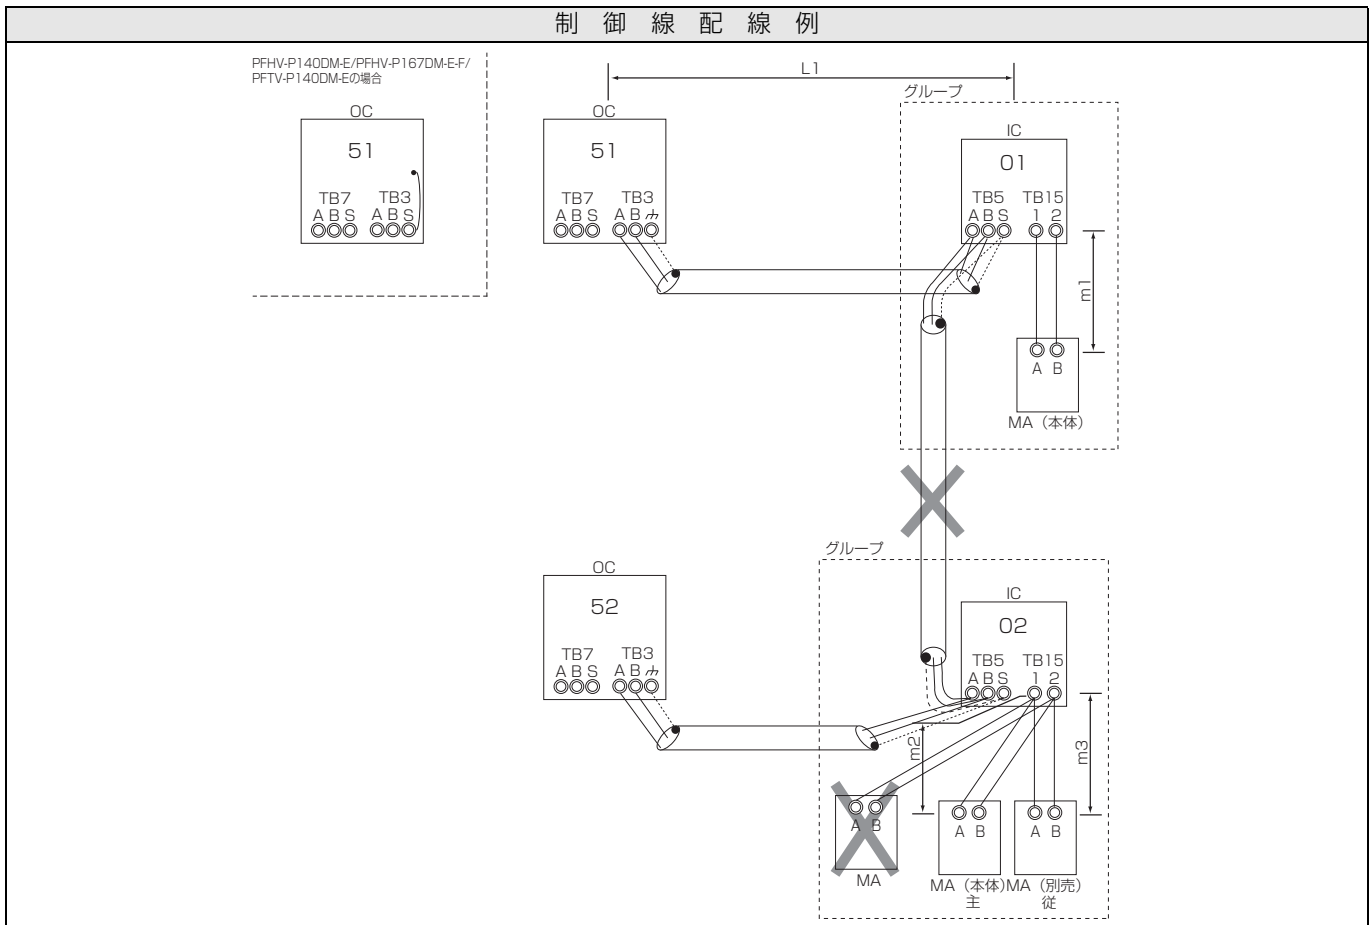 制御線配線例
PFHV-P140DM-E/PFHV-P167DM-E-F/
PFTV-P140DM-Eの場合
OC
51
TB7 TB3
A B S A B S
L1
OC
51
TB7 TB3
A B S A B
グループ
IC
01
TB5 TB15
A B S 1 2
m1
A B
MA（本体）
グループ
OC
52
TB7 TB3
A B S A B
IC
02
TB5 TB15
A B S 1 2
m2
m3
A B
MA
A B
MA（本体）
主
A B
MA（別売）
従